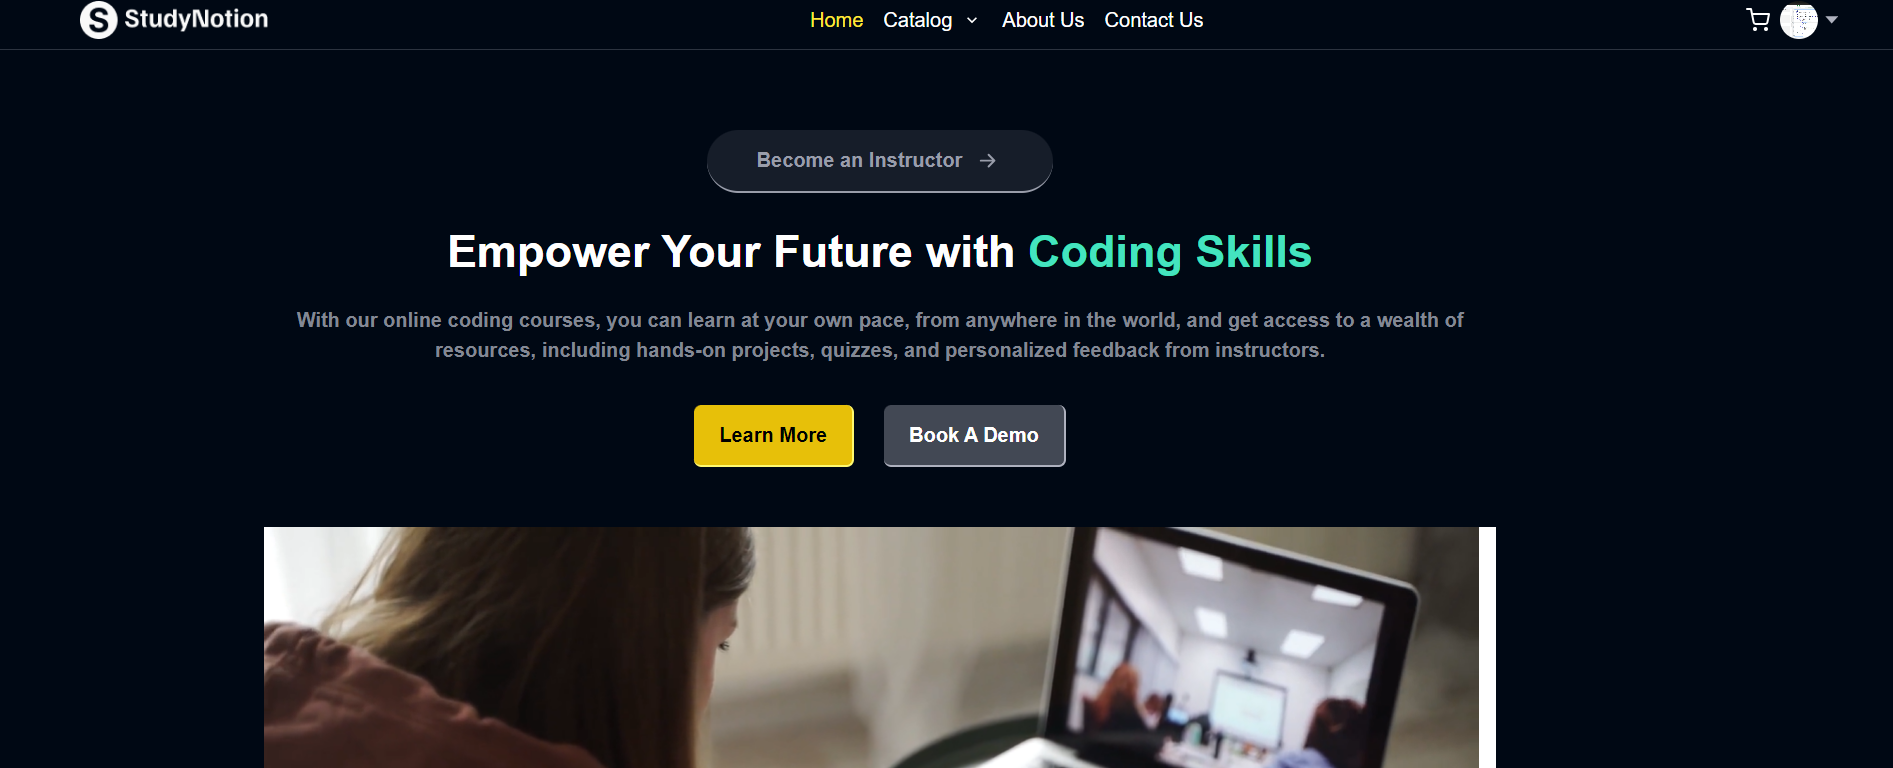 StudyNotion
Home Catalog About Us Contact Us
Become an Instructor
Empower Your Future with Coding Skills
With our online coding courses, you can learn at your own pace, from anywhere in the world, and get access to a wealth of
resources, including hands-on projects, quizzes, and personalized feedback from instructors.
Learn More
Book A Demo